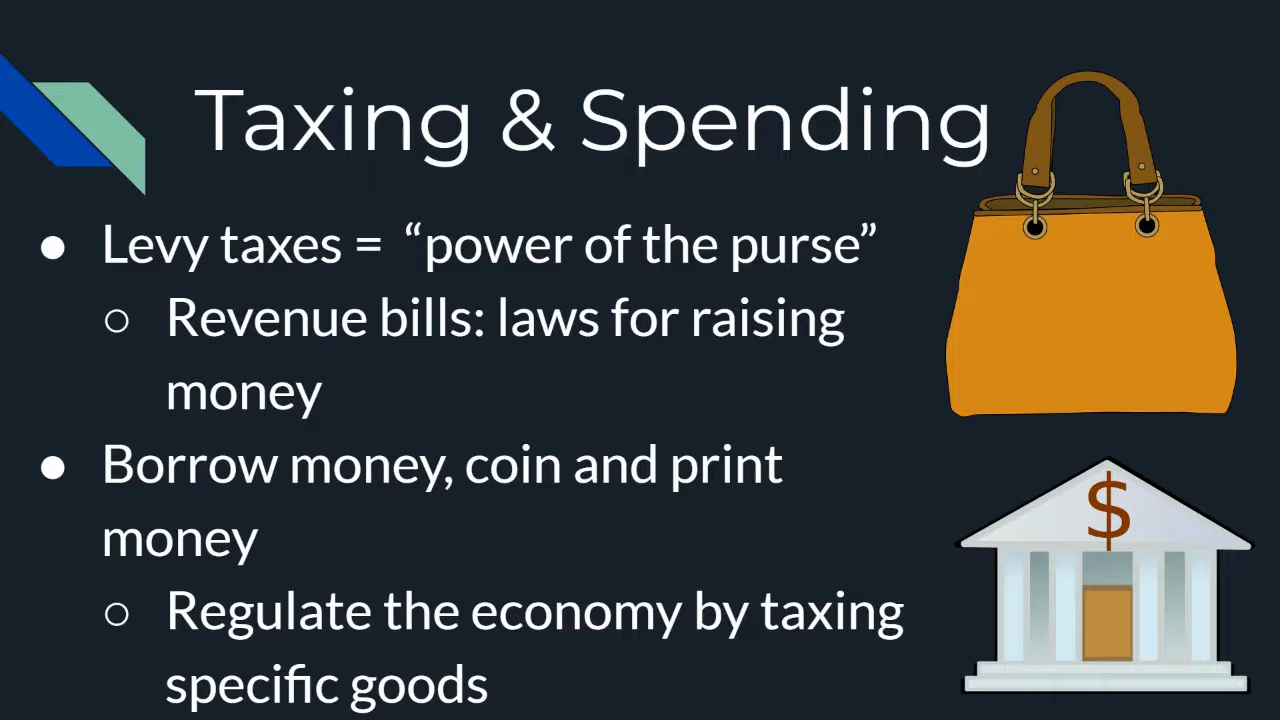 Taxing & Spending
● Levy taxes = “power of the purse”
○ Revenue bills: laws for raising
money
● Borrow money, coin and print
money
○ Regulate the economy by taxing
specific goods
$